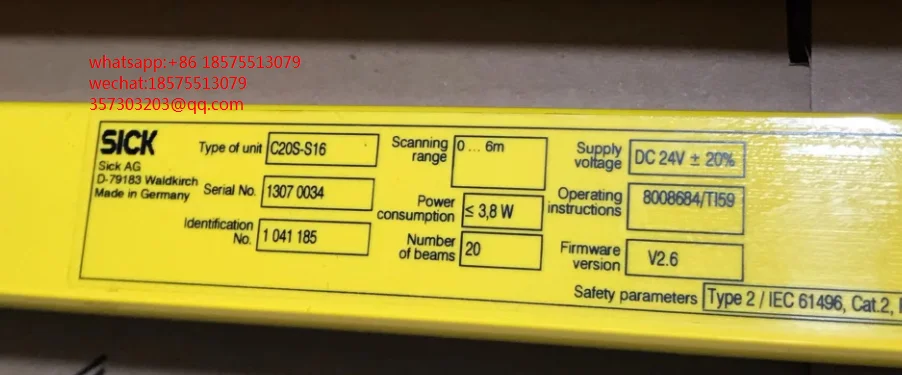 whatsapp:+86 18575513079
wechat:18575513079
357303203@qq.com
SICK
Sick AG
D-79183 Waldkirch
Made in Germany
Type of unit C20S-S16
Serial No. 1307 0034
Identification
No. 1 041 185
Scanning
range 0 ... 6m
Power
consumption ≤ 3,8 W
Number
of beams 20
Supply
voltage DC 24V ± 20%
Operating
instructions 8008684/TI59
Firmware
version V2.6
Safety parameters Type 2 / IEC 61496, Cat.2,